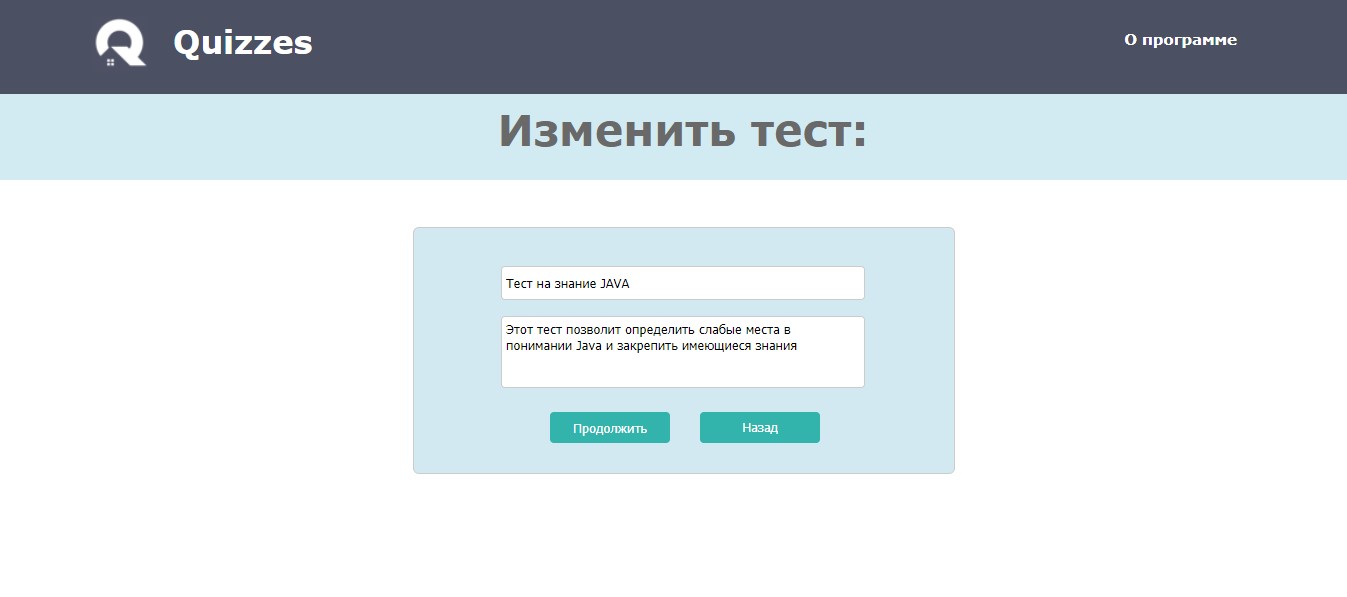 Quizzes
О программе
Изменить тест:
Тест на знание JAVA
Этот тест позволит определить слабые места в
понимании Java и закрепить имеющиеся знания
Продолжить
Назад